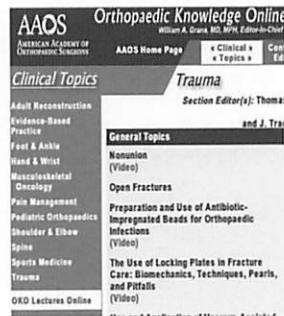 AAOS
AMERICAN ACADEMY OF
ORTHOPAEDIC SURGEONS
Orthopaedic Knowledge Online
William A. Grana, MD, MPH, Editor-in-Chief
AAOS Home Page
« Clinical »
« Topics »
Clinical Topics
Adult Reconstruction
Evidence-Based
Practice
Foot & Ankle
Hand & Wrist
Musculoskeletal
Oncology
Pain Management
Pediatric Orthopaedics
Shoulder & Elbow
Spine
Sports Medicine
Trauma
OKO Lectures Online
Trauma
Section Editor(s): Thomas
and J. Tra
General Topics
Nonunion
(Video)
Open Fractures
Preparation and Use of Antibiotic-
Impregnated Beads for Orthopaedic
Infections
(Video)
The Use of Locking Plates in Fracture
Care: Biomechanics, Techniques, Pearls,
and Pitfalls
(Video)